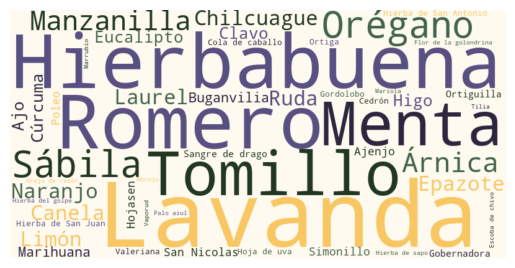 Manzanilla
Chilcuague
Orégano
Hierba de San Antonio
Eucalipto
Clavo
Cola de caballo
Ortiga
Flor de la golondrina
Marrubio
Hierbabuena
Ajo
Cúrcuma
Poleo
Laurel
Buganvilia
Ruda
Gordolobo
Mariola
Cedrón
Higo
Ortiguilla
Tilia
Romero
Menta
Sangre de drago
Ajenjo
Sábila
Tomillo
Árnica
Naranjo
Epazote
Hierba del golpe
Hojasen
Canela
Vaporud
Palo azul
Lavanda
Escoba de chivo
Hierba de San Juan
Limón
Marihuana
Valeriana
San Nicolas
Hoja de uva
Simonillo
Hierba de sapo
Gobernadora